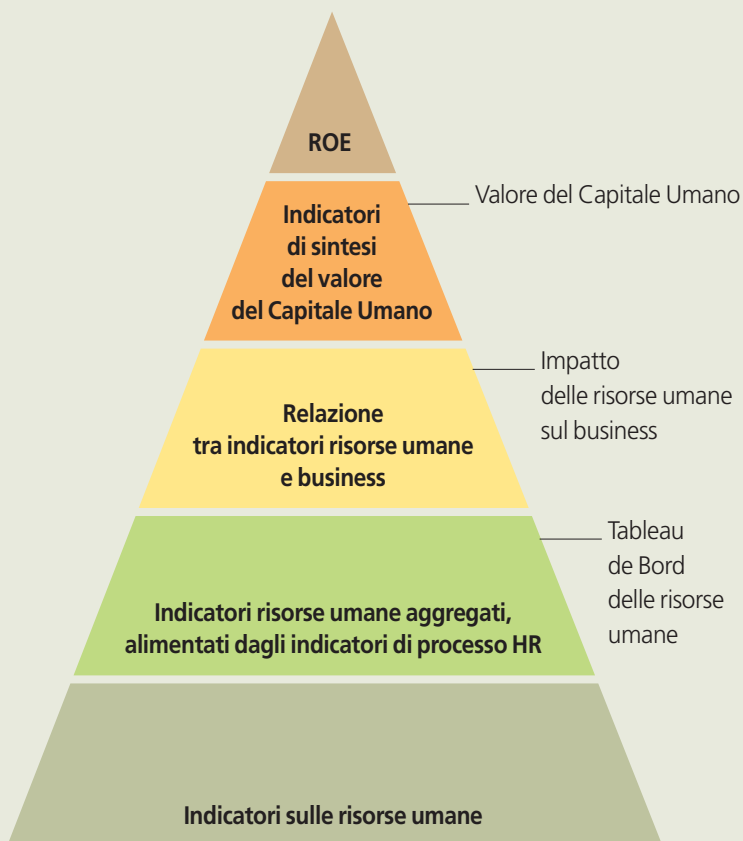 ROE
Indicatori
di sintesi
del valore
del Capitale Umano
Valore del Capitale Umano
Relazione
tra indicatori risorse umane
e business
Impatto
delle risorse umane
sul business
Indicatori risorse umane aggregati,
alimentati dagli indicatori di processo HR
Tableau
de Bord
delle risorse
umane
Indicatori sulle risorse umane